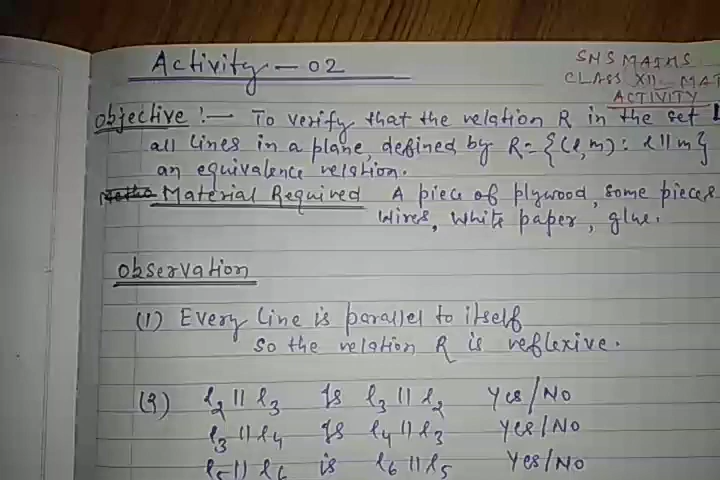 Activity - 02
SNS MATHS
CLASS XII MAT
ACTIVITY
Objective :- To verify that the relation R in the set L
all lines in a plane, defined by R = {(l, m) : l || m}
an equivalence relation.
Material Required A piece of plywood, some pieces
wires, white paper, glue.
Observation
(1) Every line is parallel to itself
So the relation R is reflexive.
(2) l2 || l3 Is l3 || l2 Yes/No
l3 || l4 Is l4 || l3 Yes/No
l5 || l6 is l6 || l5 Yes/No